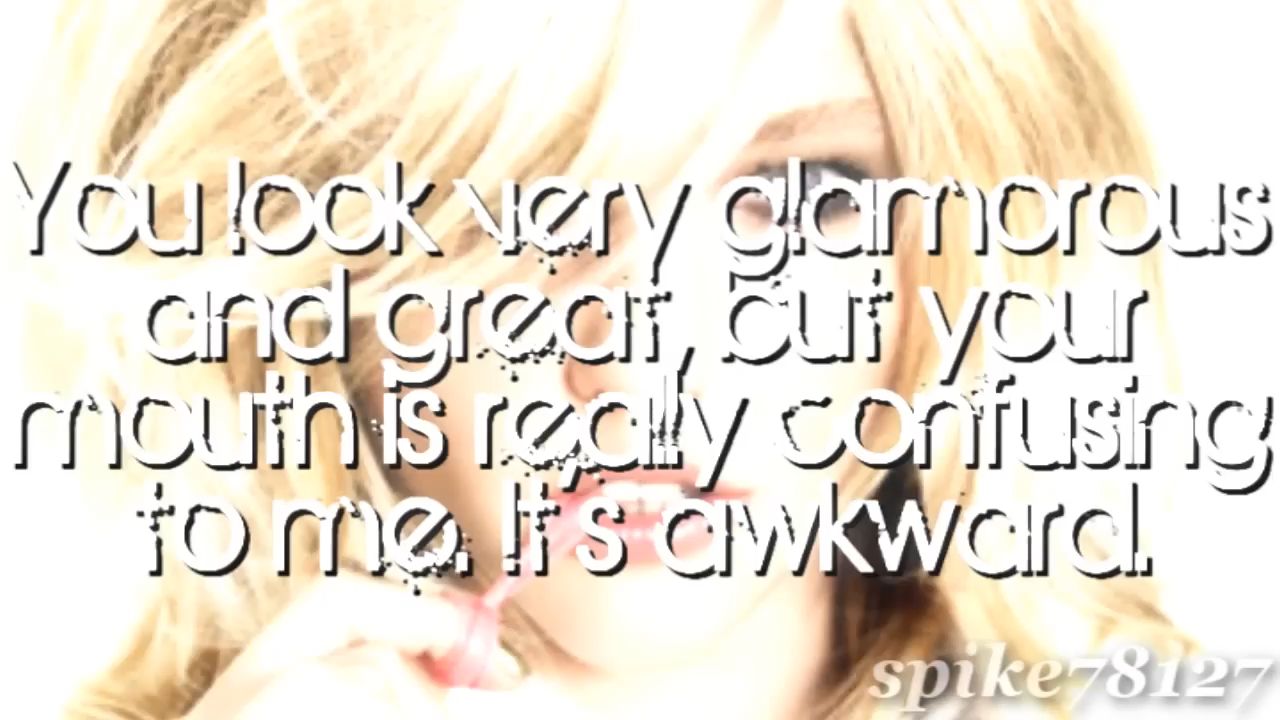 You look very glamorous
and great, but your
mouth is really confusing
to me. It's awkward.
spike78127